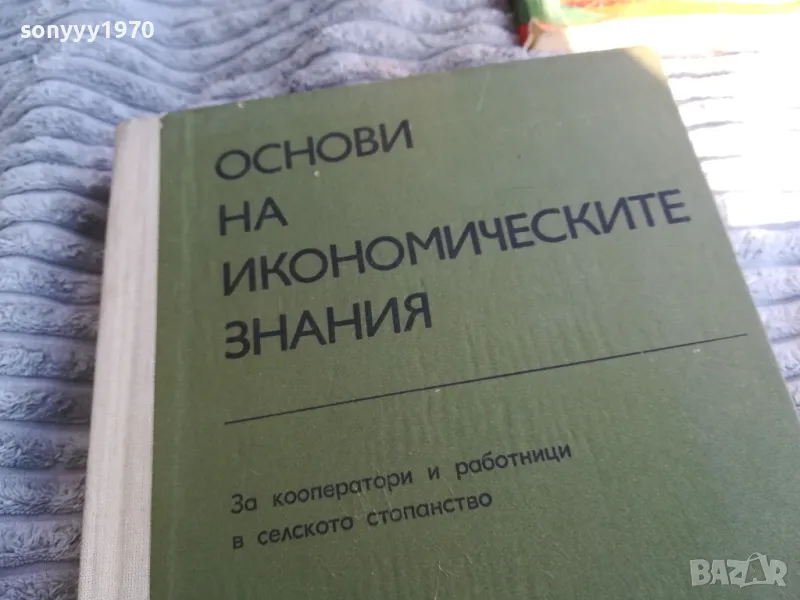 sonyyy1970
ОСНОВИ
НА
ИКОНОМИЧЕСКИТЕ
ЗНАНИЯ
За кооператори и работници
в селското стопанство
BAZAR